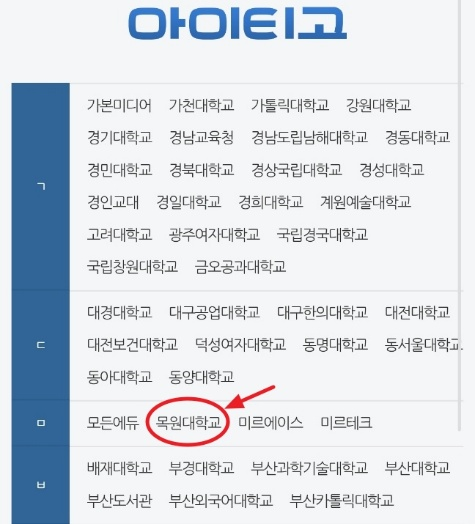 아이티고
ㄱ
가본미디어 가천대학교 가톨릭대학교 강원대학교
경기대학교 경남교육청 경남도립남해대학교 경동대학교
경민대학교 경북대학교 경상국립대학교 경성대학교
경인교대 경일대학교 경희대학교 계원예술대학교
고려대학교 광주여자대학교 국립경국대학교
국립창원대학교 금오공과대학교
ㄷ
대경대학교 대구공업대학교 대구한의대학교 대전대학교
대전보건대학교 덕성여자대학교 동명대학교 동서울대학교
동아대학교 동양대학교
ㅁ
모든에듀 목원대학교 미르에이스 미르테크
ㅂ
배재대학교 부경대학교 부산과학기술대학교 부산대학교
부산도서관 부산외국어대학교 부산카톨릭대학교